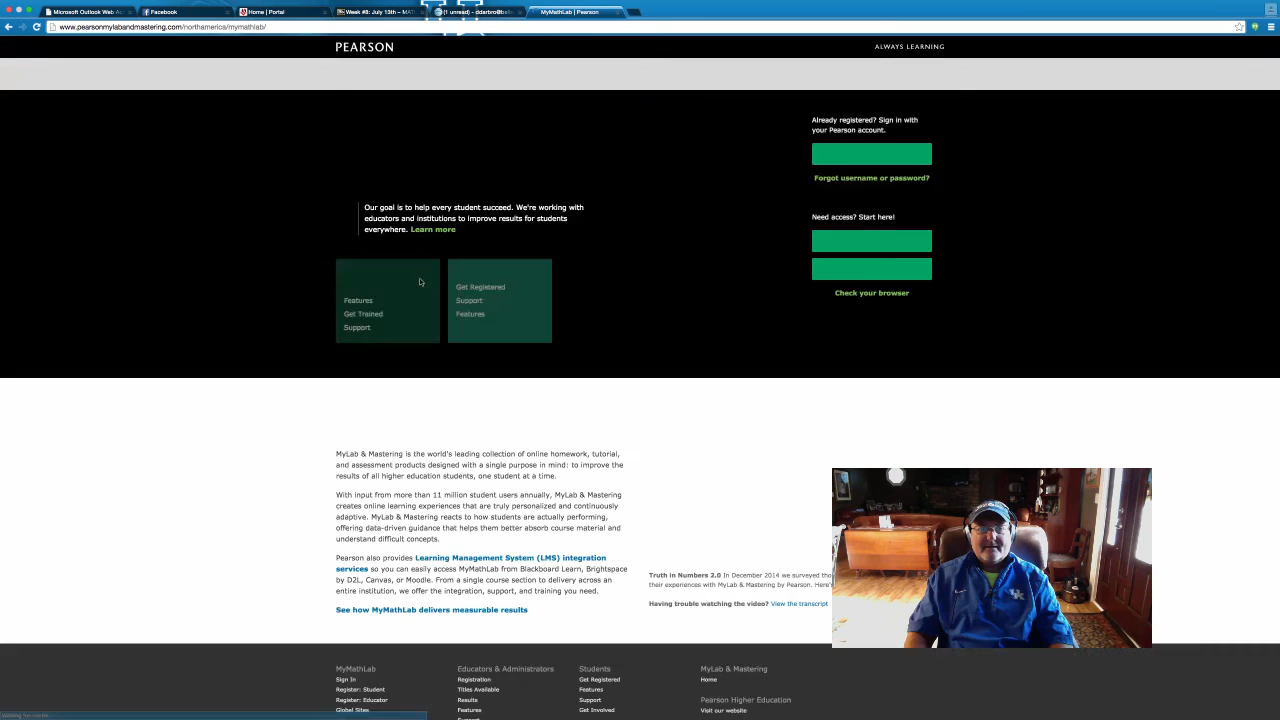 Microsoft Outlook Web Ac
Facebook
Home | Portal
Week #8: July 13th – MATH
(1 unread) - ddarbro@belle
MyMathLab | Pearson
www.pearsonmylabandmastering.com/northamerica/mymathlab/
PEARSON
ALWAYS LEARNING
Already registered? Sign in with
your Pearson account.
Forgot username or password?
Need access? Start here!
Check your browser
Our goal is to help every student succeed. We're working with
educators and institutions to improve results for students
everywhere. Learn more
Features
Get Trained
Support
Get Registered
Support
Features
MyLab & Mastering is the world's leading collection of online homework, tutorial,
and assessment products designed with a single purpose in mind: to improve the
results of all higher education students, one student at a time.
With input from more than 11 million student users annually, MyLab & Mastering
creates online learning experiences that are truly personalized and continuously
adaptive. MyLab & Mastering reacts to how students are actually performing,
offering data-driven guidance that helps them better absorb course material and
understand difficult concepts.
Pearson also provides Learning Management System (LMS) integration
services so you can easily access MyMathLab from Blackboard Learn, Brightspace
by D2L, Canvas, or Moodle. From a single course section to delivery across an
entire institution, we offer the integration, support, and training you need.
See how MyMathLab delivers measurable results
Truth in Numbers 2.0 In December 2014 we surveyed tho
their experiences with MyLab & Mastering by Pearson. Here'
Having trouble watching the video? View the transcript
MyMathLab
Sign In
Register: Student
Register: Educator
Global Sites
Educators & Administrators
Registration
Titles Available
Results
Features
Support
Students
Get Registered
Features
Support
Get Involved
MyLab & Mastering
Home
Pearson Higher Education
Visit our website